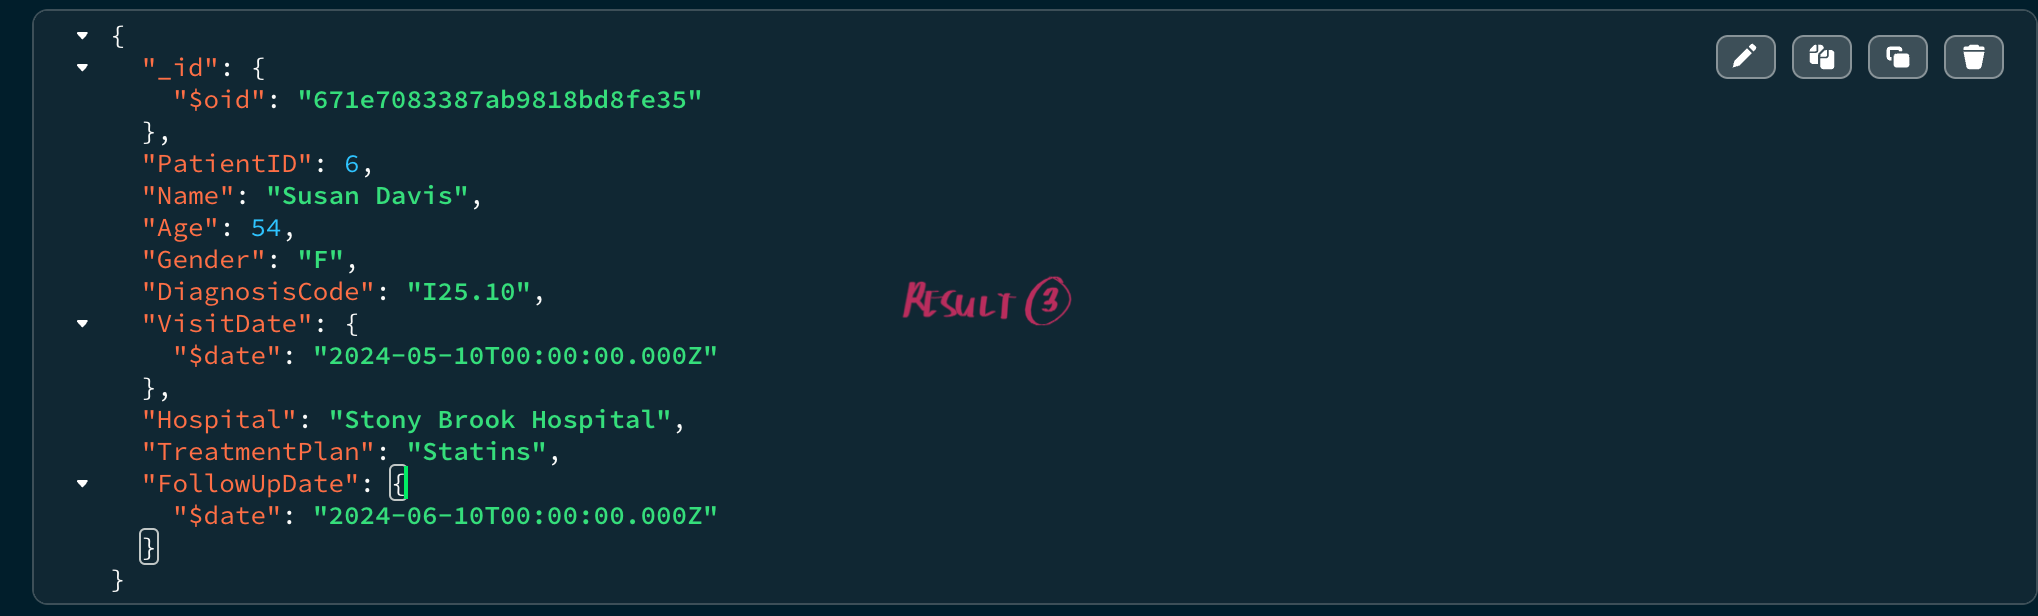 {
"_id": {
"$oid": "671e7083387ab9818bd8fe35"
},
"PatientID": 6,
"Name": "Susan Davis",
"Age": 54,
"Gender": "F",
"DiagnosisCode": "I25.10",
RESULT 3
"VisitDate": {
"$date": "2024-05-10T00:00:00.000Z"
},
"Hospital": "Stony Brook Hospital",
"TreatmentPlan": "Statins",
"FollowUpDate": {
"$date": "2024-06-10T00:00:00.000Z"
}
}